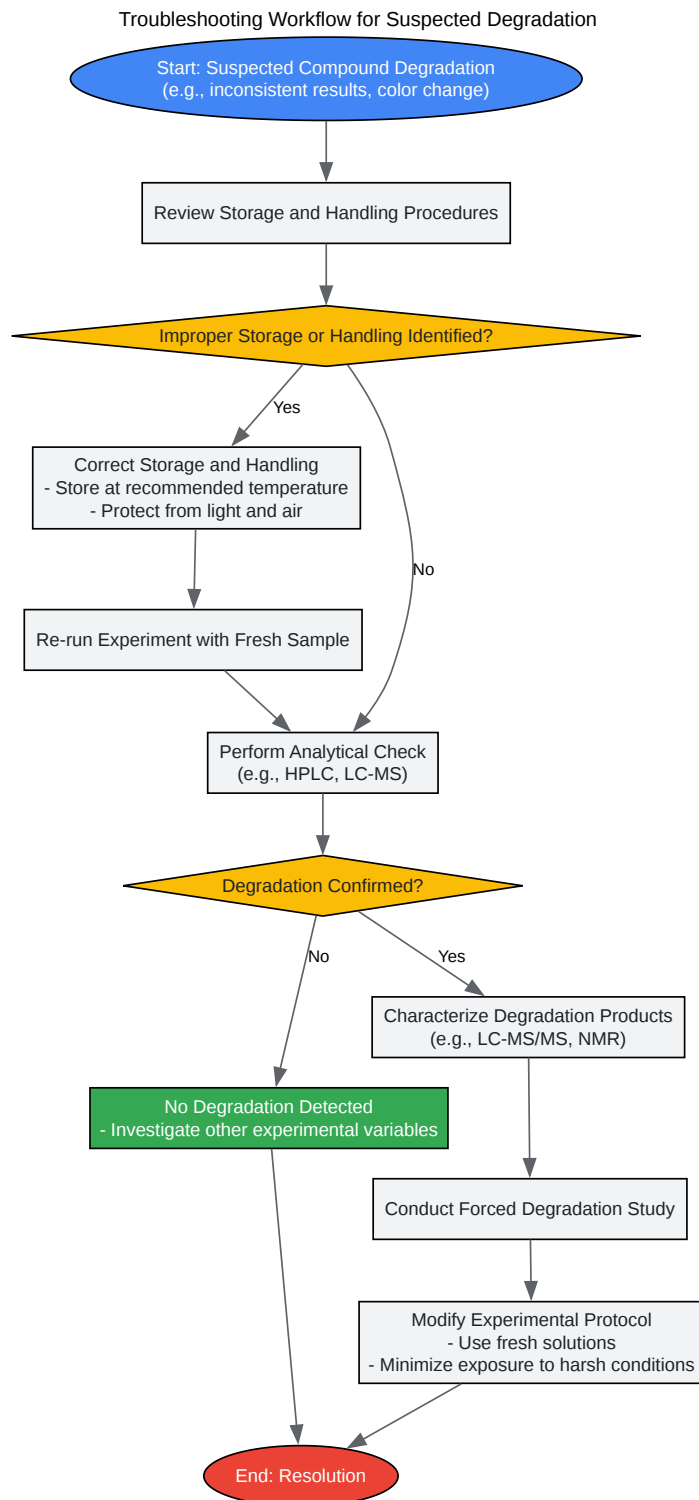 Troubleshooting Workflow for Suspected Degradation
Start: Suspected Compound Degradation
(e.g., inconsistent results, color change)
Review Storage and Handling Procedures
Improper Storage or Handling Identified?
Yes
Correct Storage and Handling
- Store at recommended temperature
- Protect from light and air
No
Re-run Experiment with Fresh Sample
Perform Analytical Check
(e.g., HPLC, LC-MS)
Degradation Confirmed?
No
Yes
Characterize Degradation Products
(e.g., LC-MS/MS, NMR)
No Degradation Detected
- Investigate other experimental variables
Conduct Forced Degradation Study
Modify Experimental Protocol
- Use fresh solutions
- Minimize exposure to harsh conditions
End: Resolution